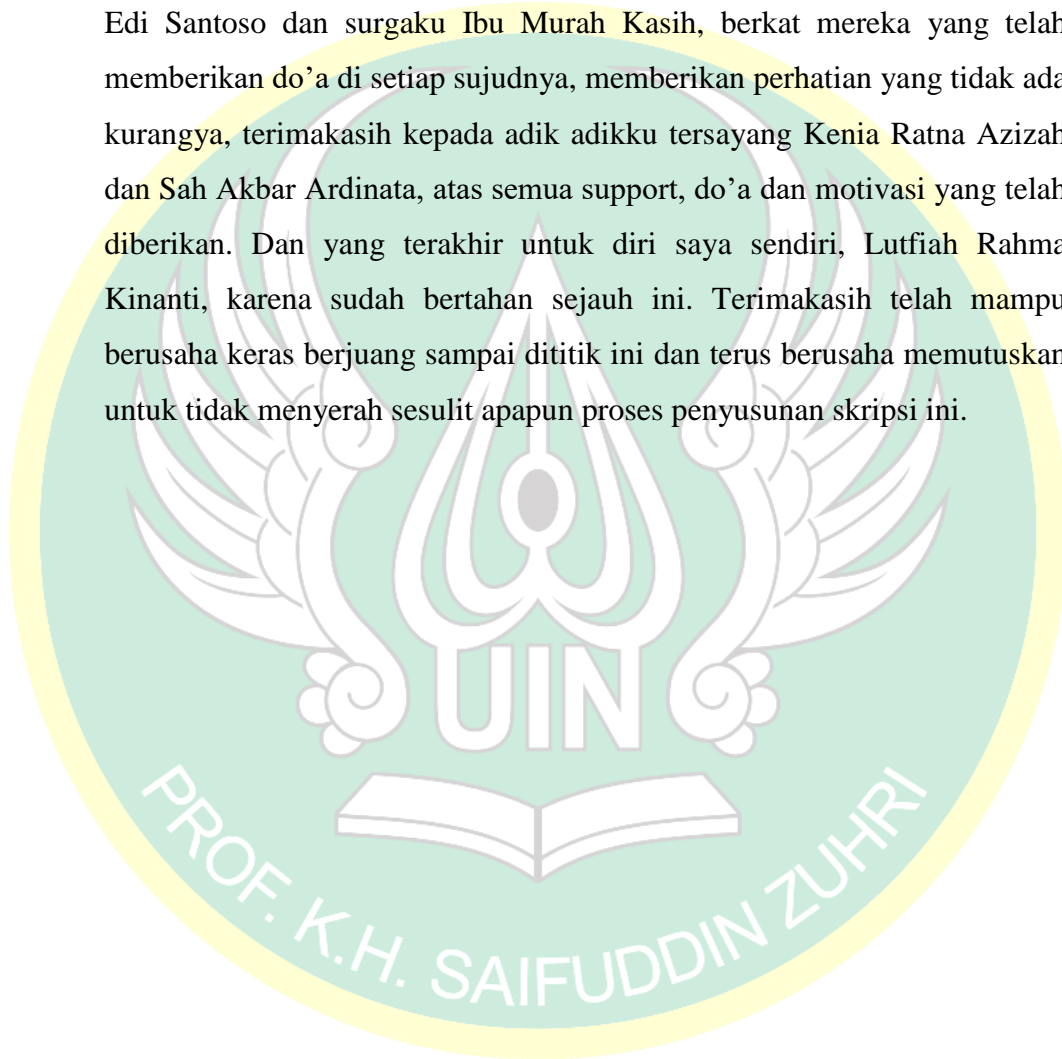 Edi Santoso dan surgaku Ibu Murah Kasih, berkat mereka yang telah
memberikan do’a di setiap sujudnya, memberikan perhatian yang tidak ada
kurangya, terimakasih kepada adik adikku tersayang Kenia Ratna Azizah
dan Sah Akbar Ardinata, atas semua support, do’a dan motivasi yang telah
diberikan. Dan yang terakhir untuk diri saya sendiri, Lutfiah Rahma
Kinanti, karena sudah bertahan sejauh ini. Terimakasih telah mampu
berusaha keras berjuang sampai dititik ini dan terus berusaha memutuskan
untuk tidak menyerah sesulit apapun proses penyusunan skripsi ini.
UIN
PROF. K.H. SAIFUDDIN ZUHRI